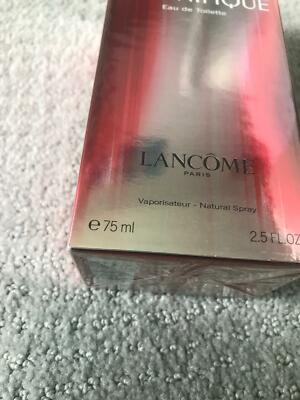 Eau de Toilette
LANCÔME
PARIS
Vaporisateur - Natural Spray
℮ 75 ml
2.5 FL.OZ